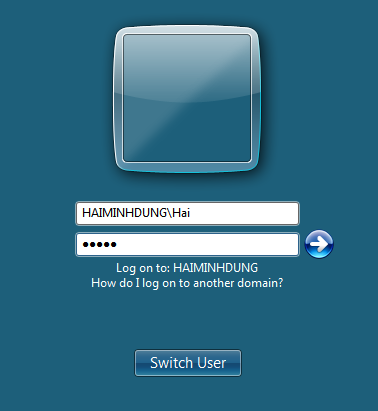 HAIMINHDUNG\Hai
●●●●●
Log on to: HAIMINHDUNG
How do I log on to another domain?
Switch User